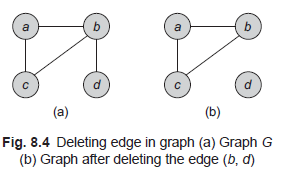 a b a b
c d c d
(a) (b)
Fig. 8.4 Deleting edge in graph (a) Graph G
(b) Graph after deleting the edge (b, d)